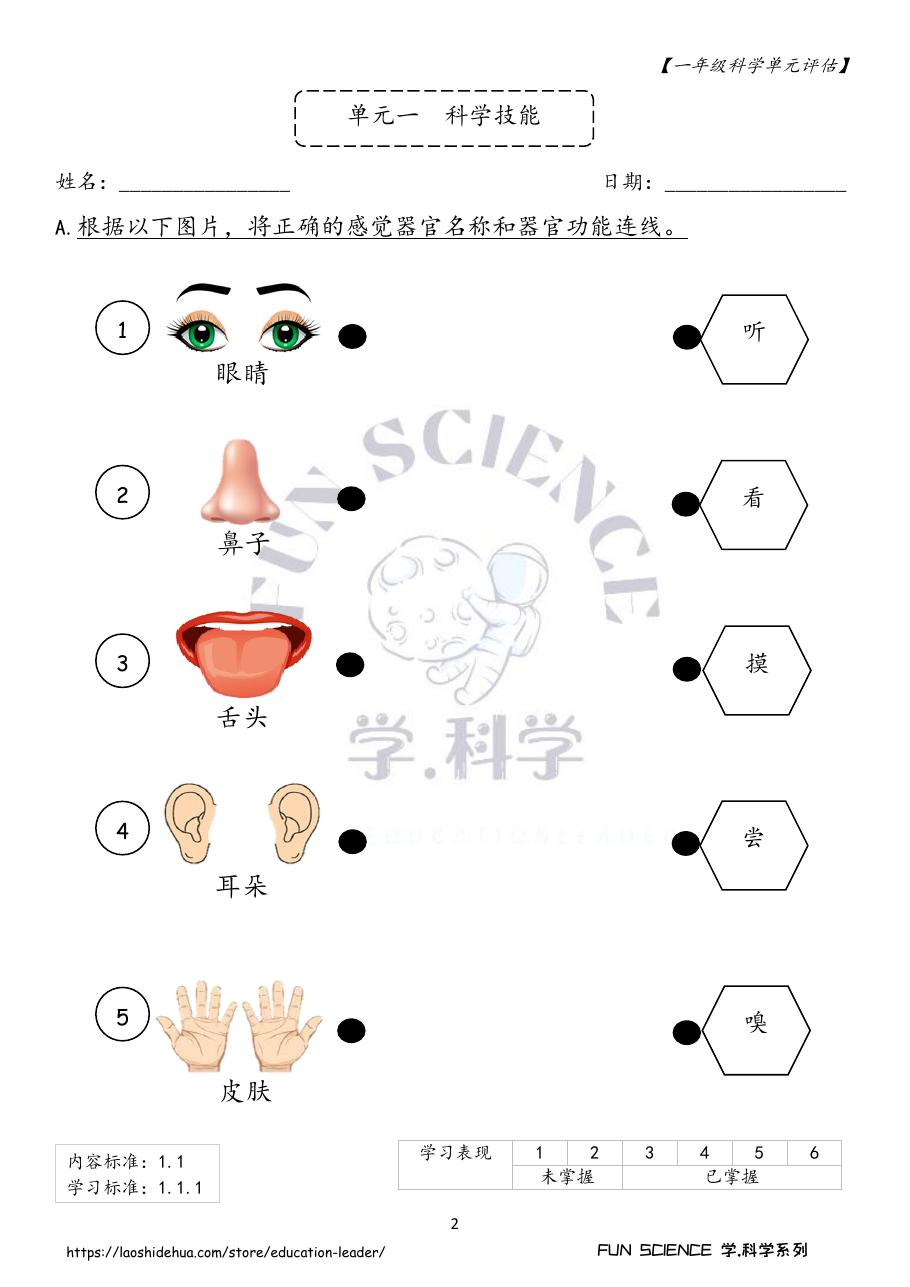 【一年级科学单元评估】
单元一 科学技能
姓名：________________ 日期：_________________
A. 根据以下图片，将正确的感觉器官名称和器官功能连线。
1
眼睛
听
2
鼻子
看
3
舌头
摸
4
耳朵
尝
5
皮肤
嗅
FUN SCIENCE
学.科学
EDUCATION LEADER
内容标准：1.1
学习标准：1.1.1
学习表现 1 2 3 4 5 6
未掌握 已掌握
2
https://laoshidehua.com/store/education-leader/ FUN SCIENCE 学.科学系列